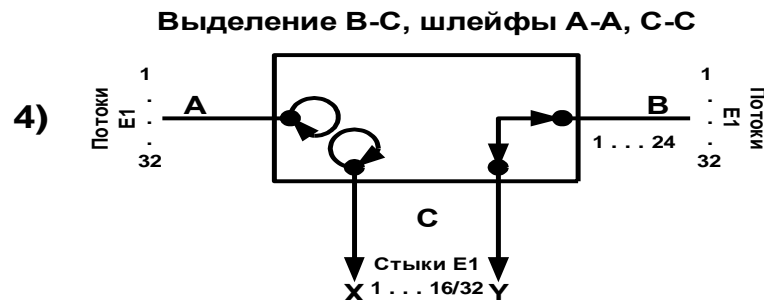 Выделение В-С, шлейфы А-А, С-С
4)
Потоки
Е1
1
.
.
.
32
А
В
1 . . . 24
1
.
.
.
32
Потоки
Е1
С
Стыки Е1
X 1 . . . 16/32 Y